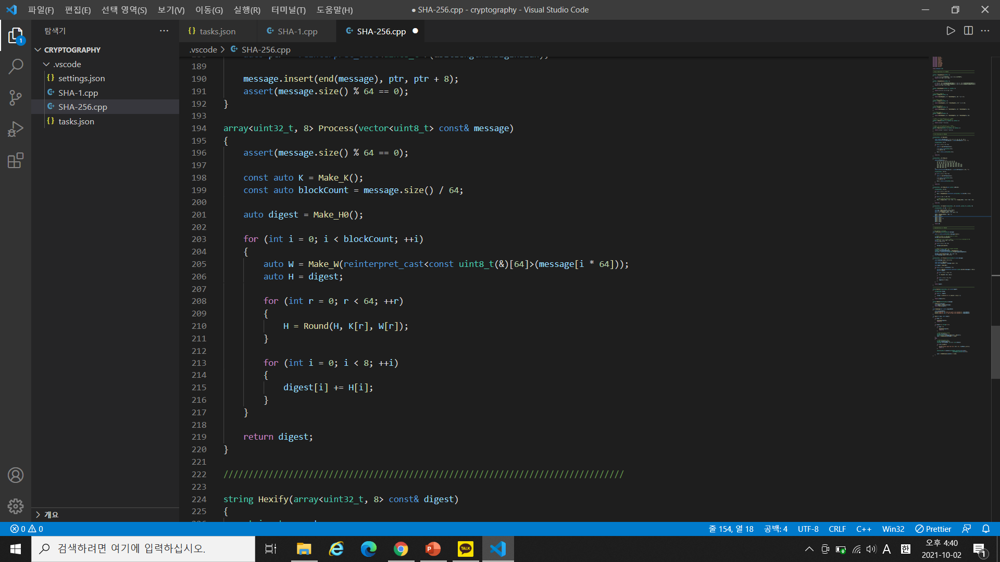 파일(F) 편집(E) 선택 영역(S) 보기(V) 이동(G) 실행(R) 터미널(T) 도움말(H)
● SHA-256.cpp - cryptography - Visual Studio Code
탐색기
CRYPTOGRAPHY
.vscode
{} settings.json
SHA-1.cpp
SHA-256.cpp
{} tasks.json
개요
1
{} tasks.json
SHA-1.cpp
SHA-256.cpp ●
.vscode > SHA-256.cpp
189
190 message.insert(end(message), ptr, ptr + 8);
191 assert(message.size() % 64 == 0);
192 }
193
194 array<uint32_t, 8> Process(vector<uint8_t> const& message)
195 {
196 assert(message.size() % 64 == 0);
197
198 const auto K = Make_K();
199 const auto blockCount = message.size() / 64;
200
201 auto digest = Make_H0();
202
203 for (int i = 0; i < blockCount; ++i)
204 {
205 auto W = Make_W(reinterpret_cast<const uint8_t(&)[64]>(message[i * 64]));
206 auto H = digest;
207
208 for (int r = 0; r < 64; ++r)
209 {
210 H = Round(H, K[r], W[r]);
211 }
212
213 for (int i = 0; i < 8; ++i)
214 {
215 digest[i] += H[i];
216 }
217 }
218
219 return digest;
220 }
221
222 ////////////////////////////////////////////////////////////////////////////////
223
224 string Hexify(array<uint32_t, 8> const& digest)
225 {
0 0
줄 154, 열 18 공백: 4 UTF-8 CRLF C++ Win32 Prettier
검색하려면 여기에 입력하십시오.
TALK
A 한
오후 4:40
2021-10-02
1